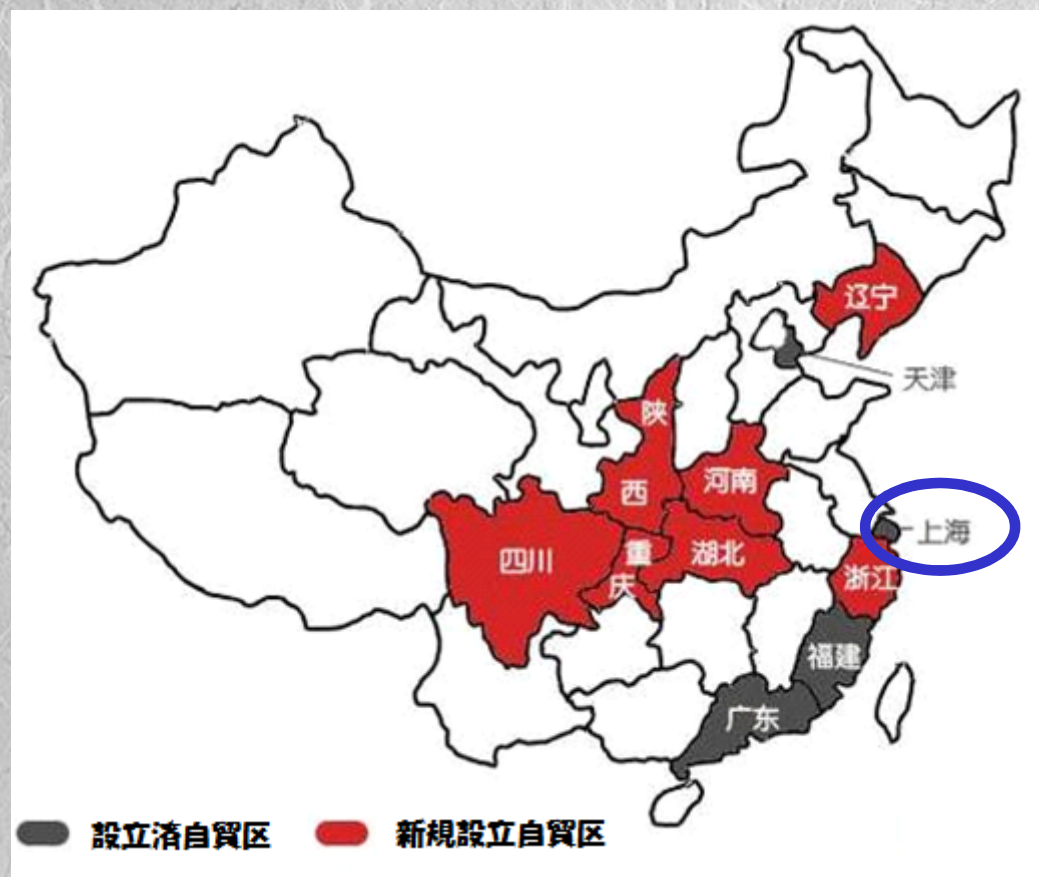 辽宁
天津
陕
西
河南
上海
四川
重
庆
湖北
浙江
福建
广东
設立済自貿区
新規設立自貿区